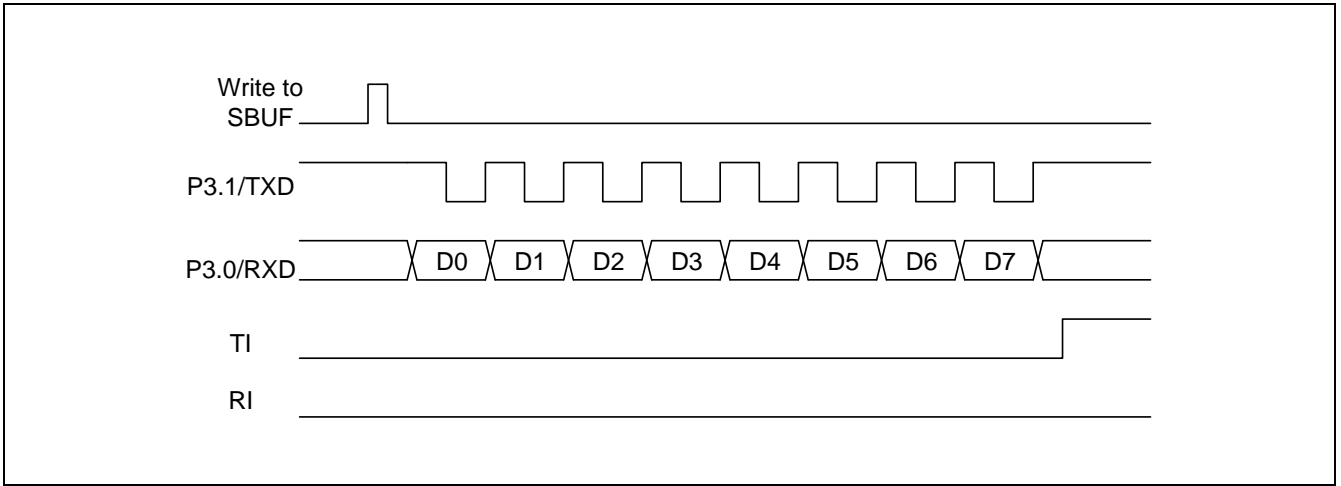 Write to
SBUF
P3.1/TXD
P3.0/RXD D0 D1 D2 D3 D4 D5 D6 D7
TI
RI